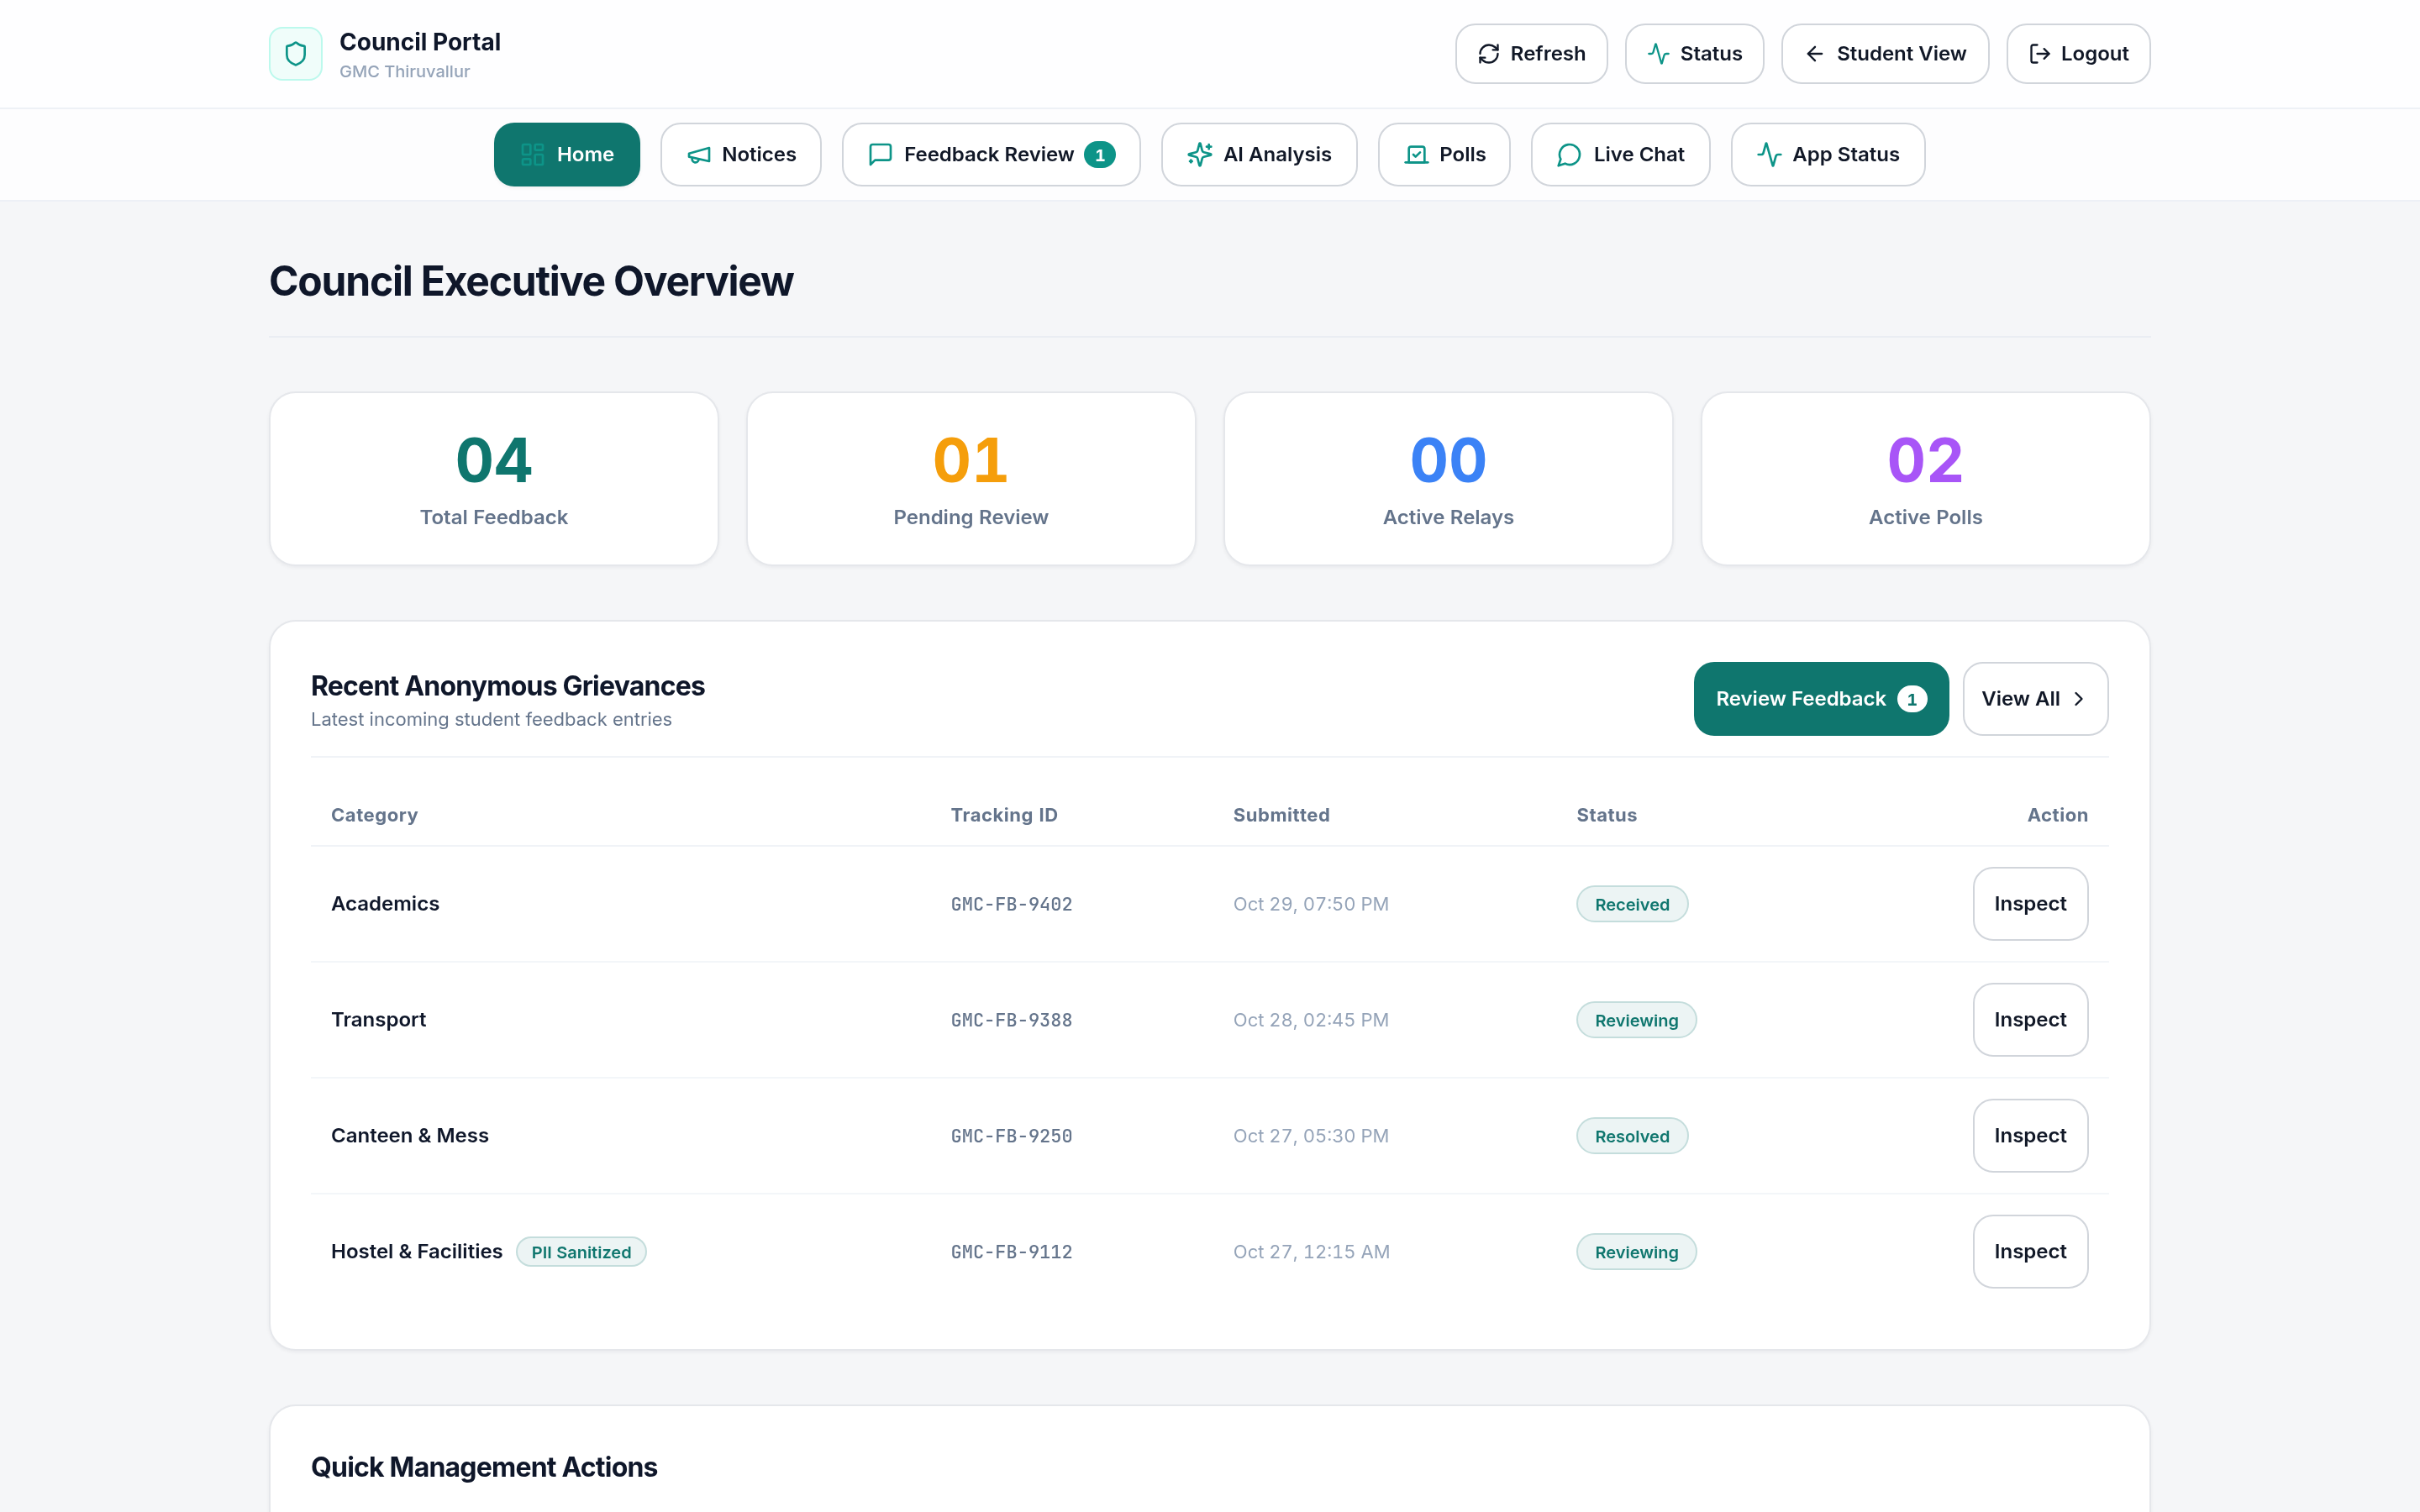 Council Portal
GMC Thiruvallur
Refresh
Status
Student View
Logout
Home
Notices
Feedback Review 1
AI Analysis
Polls
Live Chat
App Status
Council Executive Overview
04
Total Feedback
01
Pending Review
00
Active Relays
02
Active Polls
Recent Anonymous Grievances
Latest incoming student feedback entries
Review Feedback 1
View All
Category Tracking ID Submitted Status Action
Academics GMC-FB-9402 Oct 29, 07:50 PM Received Inspect
Transport GMC-FB-9388 Oct 28, 02:45 PM Reviewing Inspect
Canteen & Mess GMC-FB-9250 Oct 27, 05:30 PM Resolved Inspect
Hostel & Facilities PII Sanitized GMC-FB-9112 Oct 27, 12:15 AM Reviewing Inspect
Quick Management Actions